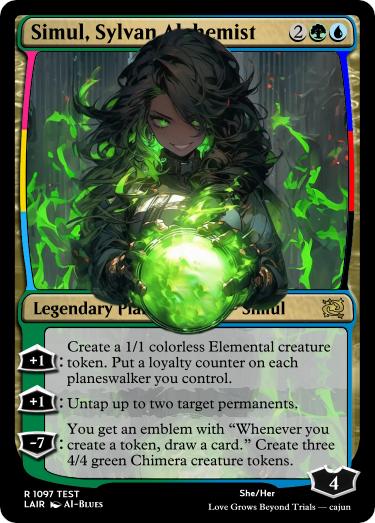 Simul, Sylvan Al hemist 2
Legendary Pla Simul
+1: Create a 1/1 colorless Elemental creature
token. Put a loyalty counter on each
planeswalker you control.
+1: Untap up to two target permanents.
-7: You get an emblem with “Whenever you
create a token, draw a card.” Create three
4/4 green Chimera creature tokens.
4
R 1097 TEST
LAIR AI-Blues
She/Her
Love Grows Beyond Trials — cajun